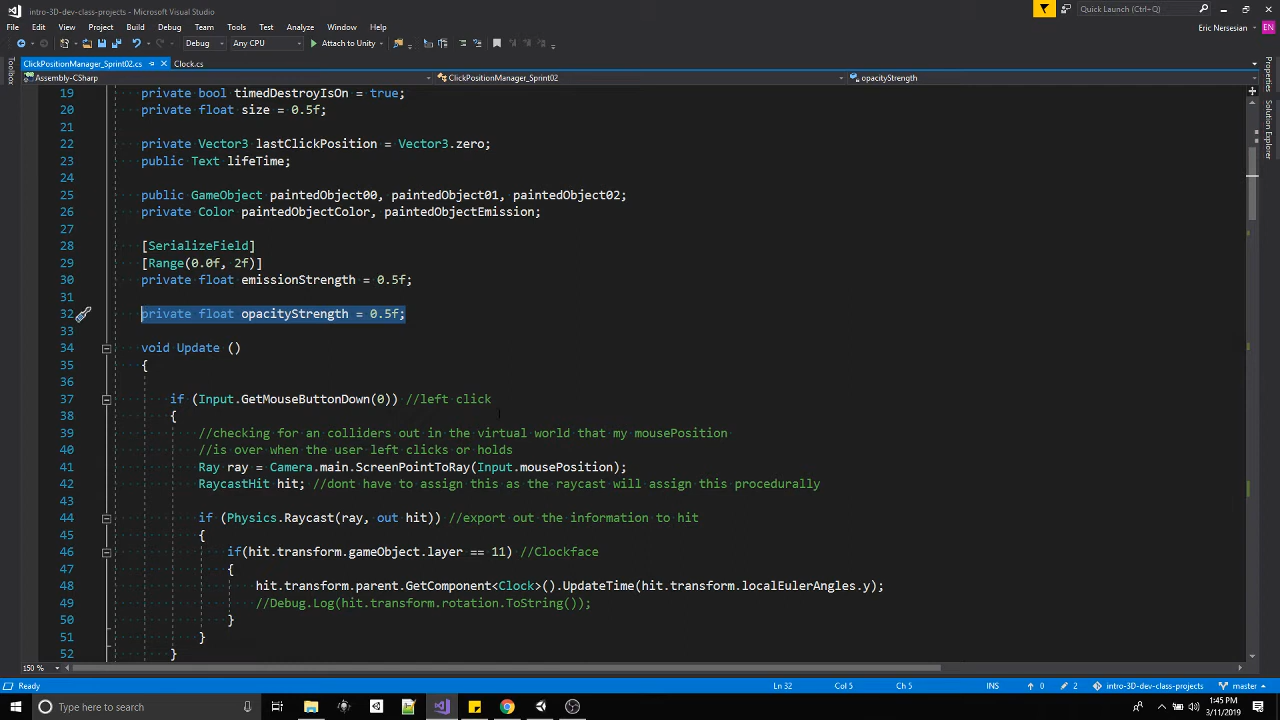 intro-3D-dev-class-projects - Microsoft Visual Studio
Quick Launch (Ctrl+Q)
File Edit View Project Build Debug Team Tools Test Analyze Window Help
Eric Nersesian EN
Debug Any CPU Attach to Unity
ClickPositionManager_Sprint02.cs Clock.cs
Assembly-CSharp ClickPositionManager_Sprint02 opacityStrength
Toolbox
Properties
Solution Explorer
19 private bool timedDestroyIsOn = true;
20 private float size = 0.5f;
21
22 private Vector3 lastClickPosition = Vector3.zero;
23 public Text lifeTime;
24
25 public GameObject paintedObject00, paintedObject01, paintedObject02;
26 private Color paintedObjectColor, paintedObjectEmission;
27
28 [SerializeField]
29 [Range(0.0f, 2f)]
30 private float emissionStrength = 0.5f;
31
32 private float opacityStrength = 0.5f;
33
34 void Update ()
35 {
36
37 if (Input.GetMouseButtonDown(0)) //left click
38 {
39 //checking for an colliders out in the virtual world that my mousePosition
40 //is over when the user left clicks or holds
41 Ray ray = Camera.main.ScreenPointToRay(Input.mousePosition);
42 RaycastHit hit; //dont have to assign this as the raycast will assign this procedurally
43
44 if (Physics.Raycast(ray, out hit)) //export out the information to hit
45 {
46 if(hit.transform.gameObject.layer == 11) //Clockface
47 {
48 hit.transform.parent.GetComponent<Clock>().UpdateTime(hit.transform.localEulerAngles.y);
49 //Debug.Log(hit.transform.rotation.ToString());
50 }
51 }
52 }
150 %
Ready Ln 32 Col 5 Ch 5 INS 0 2 intro-3D-dev-class-projects master
Type here to search
1:45 PM
3/11/2019